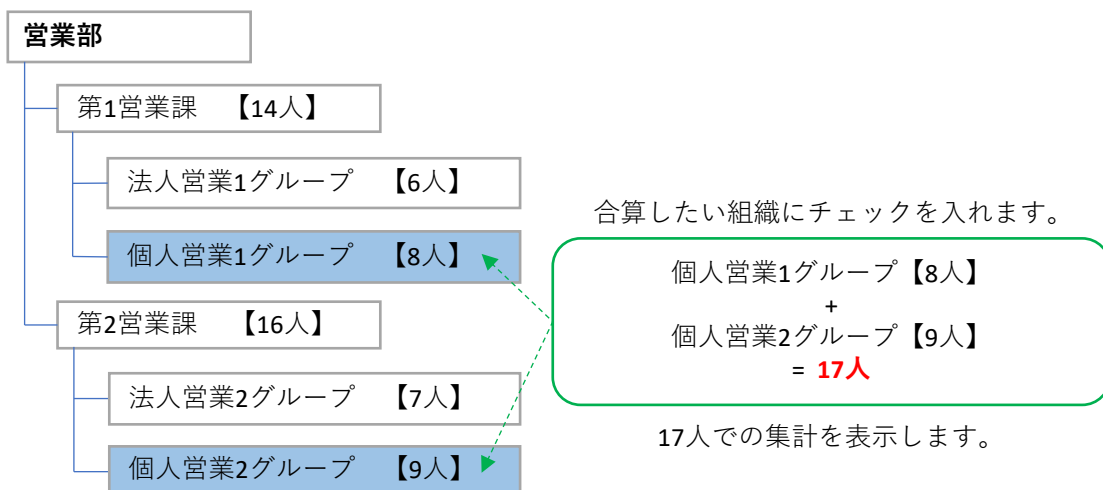 営業部
第1営業課 【14人】
法人営業1グループ 【6人】
個人営業1グループ 【8人】
第2営業課 【16人】
法人営業2グループ 【7人】
個人営業2グループ 【9人】
合算したい組織にチェックを入れます。
個人営業1グループ【8人】
+
個人営業2グループ【9人】
= 17人
17人での集計を表示します。